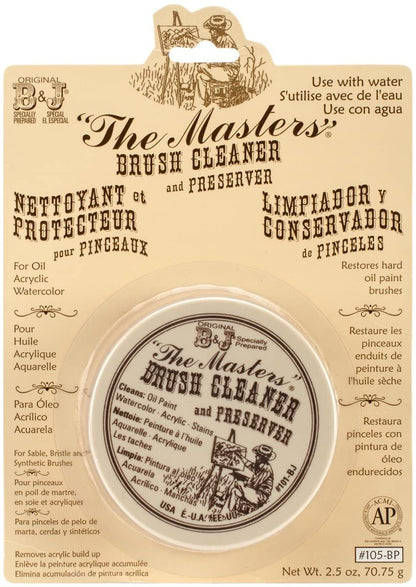 ORIGINAL
B&J
SPECIALLY PREPARED
SPECIAL EL ESPECIAL
Use with water
S'utilise avec de l'eau
Use con agua
"The Masters"®
BRUSH CLEANER
and PRESERVER
NETTOYANT et
PROTECTEUR
pour PINCEAUX
LIMPIADOR y
CONSERVADOR
de PINCELES
For Oil
Acryclic
Watercolor
Pour
Huile
Acrylique
Aquarelle
Para Óleo
Acrílico
Acuarela
For Sable, Bristle and
Synthetic Brushes
Pour pinceaux
en poil de martre,
en soie et acryliques
Para pinceles de pelo de
marta, cerdas y sintéticos
Removes acrylic build up
Enlève la peinture acrylique accumulée
Elimina acumulación de pintura acrílica
Restores hard
oil paint
brushes
Restaure les
pinceaux
enduits de
peinture à
l'huile sèche
Restaura
pinceles con
pintura de
óleo
endurecidos
ORIGINAL
B&J
Specially
Prepared
"The Masters"®
BRUSH CLEANER
and PRESERVER
Cleans: Oil Paint
Watercolor · Acrylic · Stains
Nettoie: Peinture à l'huile
Aquarelle · Acrylique
Les taches
Limpia: Pintura al óleo
Acuarela
Acrílico · Manchas
USA É-U.A. EE-UU
#101-BJ
ACMI
AP
#105-BP
Net Wt. 2.5 oz, 70.75 g